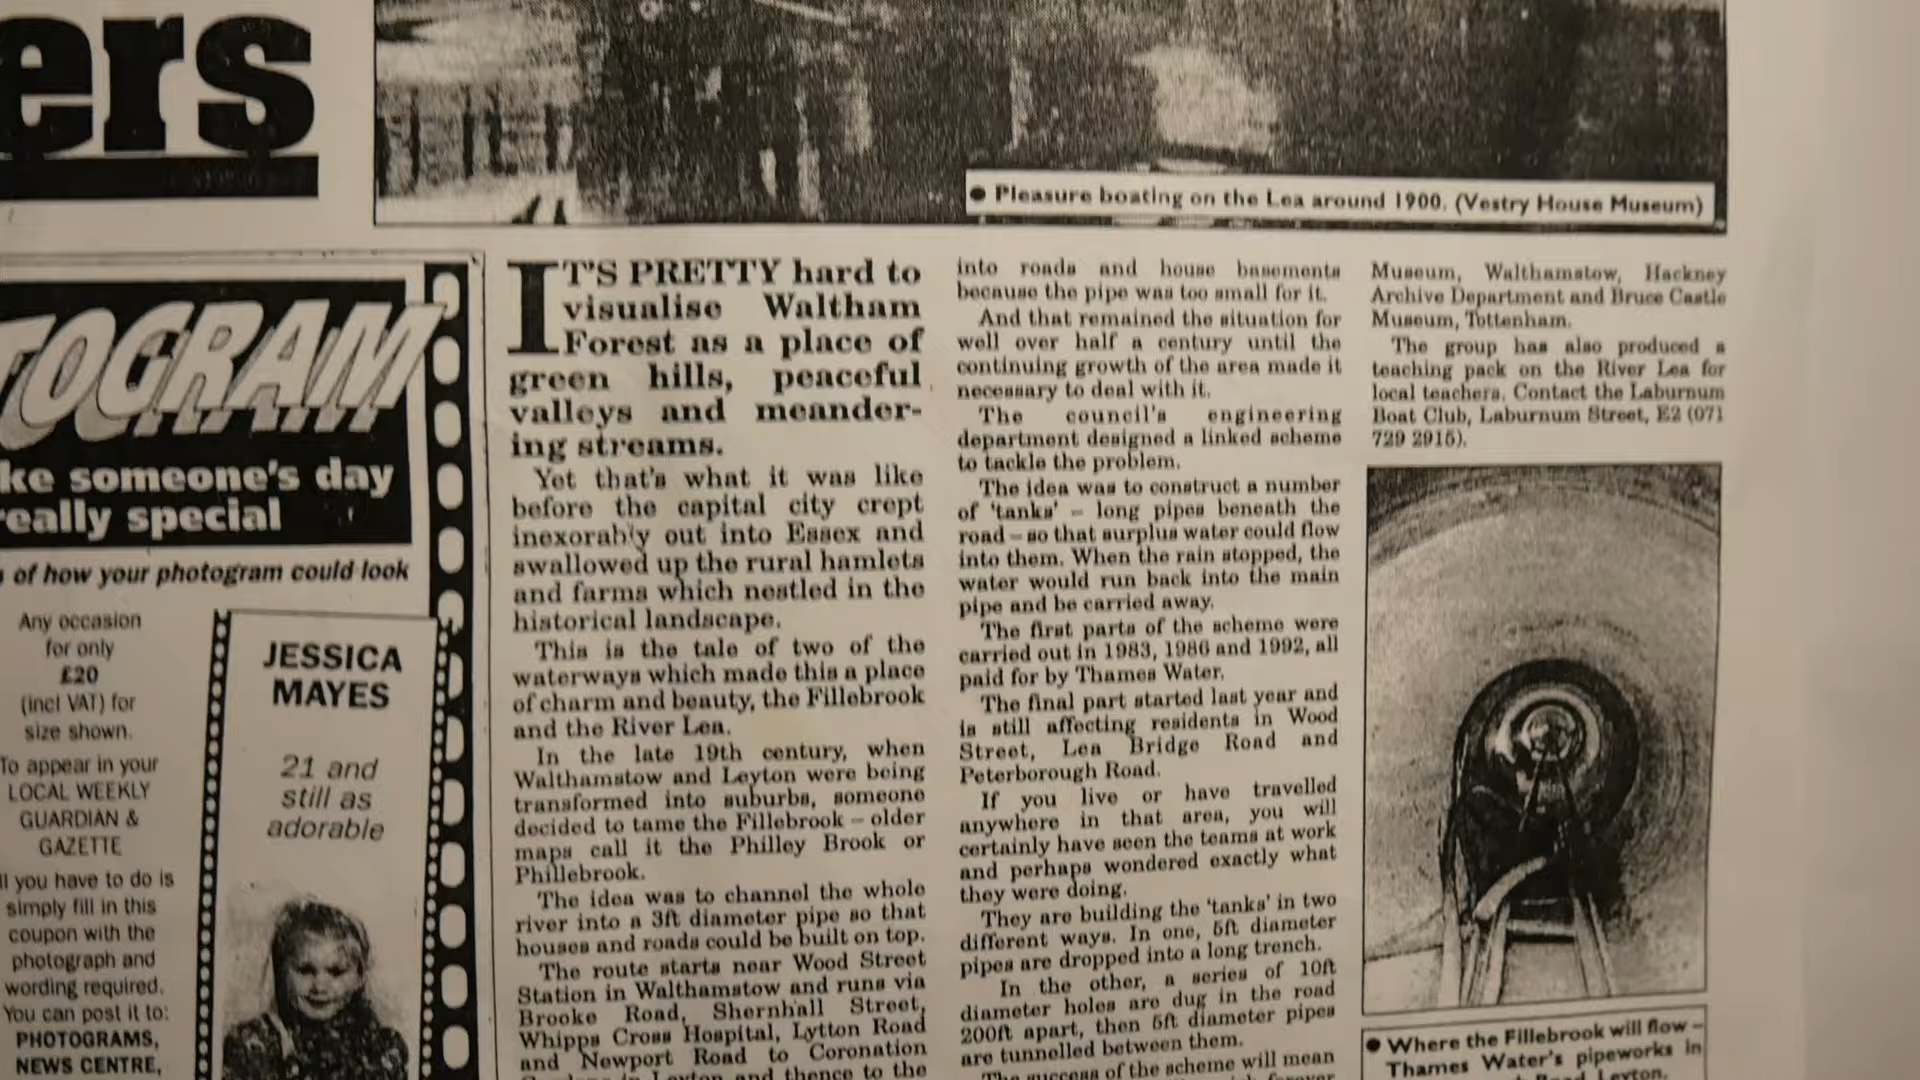 ers
● Pleasure boating on the Lea around 1900. (Vestry House Museum)
TOGRAM
ke someone's day
really special
of how your photogram could look
Any occasion
for only
£20
(incl VAT) for
size shown.
To appear in your
LOCAL WEEKLY
GUARDIAN &
GAZETTE
ll you have to do is
simply fill in this
coupon with the
photograph and
wording required.
You can post it to:
PHOTOGRAMS,
NEWS CENTRE,
JESSICA
MAYES
21 and
still as
adorable
IT'S PRETTY hard to
visualise Waltham
Forest as a place of
green hills, peaceful
valleys and meander-
ing streams.
Yet that's what it was like
before the capital city crept
inexorably out into Essex and
swallowed up the rural hamlets
and farms which nestled in the
historical landscape.
This is the tale of two of the
waterways which made this a place
of charm and beauty, the Fillebrook
and the River Lea.
In the late 19th century, when
Walthamstow and Leyton were being
transformed into suburbs, someone
decided to tame the Fillebrook – older
maps call it the Philley Brook or
Phillebrook.
The idea was to channel the whole
river into a 3ft diameter pipe so that
houses and roads could be built on top.
The route starts near Wood Street
Station in Walthamstow and runs via
Brooke Road, Shernhall Street,
Whipps Cross Hospital, Lytton Road
and Newport Road to Coronation
in Leyton and thence to the
into roads and house basements
because the pipe was too small for it.
And that remained the situation for
well over half a century until the
continuing growth of the area made it
necessary to deal with it.
The council's engineering
department designed a linked scheme
to tackle the problem.
The idea was to construct a number
of 'tanks' – long pipes beneath the
road – so that surplus water could flow
into them. When the rain stopped, the
water would run back into the main
pipe and be carried away.
The first parts of the scheme were
carried out in 1983, 1986 and 1992, all
paid for by Thames Water.
The final part started last year and
is still affecting residents in Wood
Street, Lea Bridge Road and
Peterborough Road.
If you live or have travelled
anywhere in that area, you will
certainly have seen the teams at work
and perhaps wondered exactly what
they were doing.
They are building the 'tanks' in two
different ways. In one, 5ft diameter
pipes are dropped into a long trench.
In the other, a series of 10ft
diameter holes are dug in the road
200ft apart, then 5ft diameter pipes
are tunnelled between them.
The success of the scheme will mean
Museum, Walthamstow, Hackney
Archive Department and Bruce Castle
Museum, Tottenham.
The group has also produced a
teaching pack on the River Lea for
local teachers. Contact the Laburnum
Boat Club, Laburnum Street, E2 (071
729 2915).
● Where the Fillebrook will flow –
Thames Water's pipeworks in
Road, Leyton.